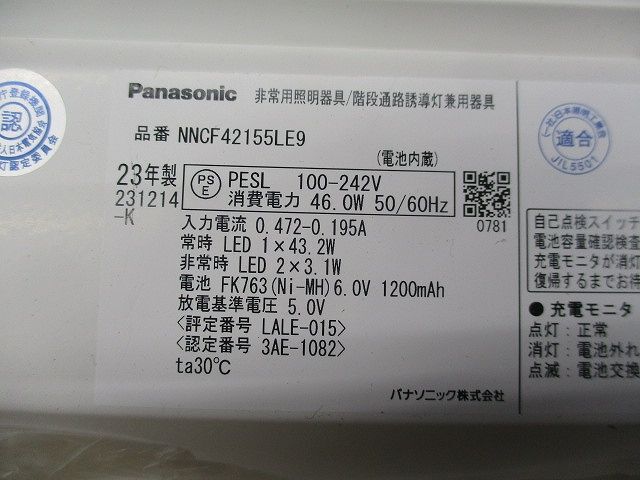 Panasonic 非常用照明器具/階段通路誘導灯兼用器具
品番 NNCF42155LE9
(電池内蔵)
23年製
231214
-K
PS
E
PESL 100-242V
消費電力 46.0W 50/60Hz
0781
入力電流 0.472-0.195A
常時 LED 1×43.2W
非常時 LED 2×3.1W
電池 FK763(Ni-MH)6.0V 1200mAh
放電基準電圧 5.0V
<評定番号 LALE-015>
<認定番号 3AE-1082>
ta30℃
パナソニック株式会社
認
適合
JIL5501
自己点検スイッチ
電池容量確認検査
充電モニタが消灯
復帰するまでお待
● 充電モニタ
点灯:正常
消灯:電池外れ
点滅:電池交換